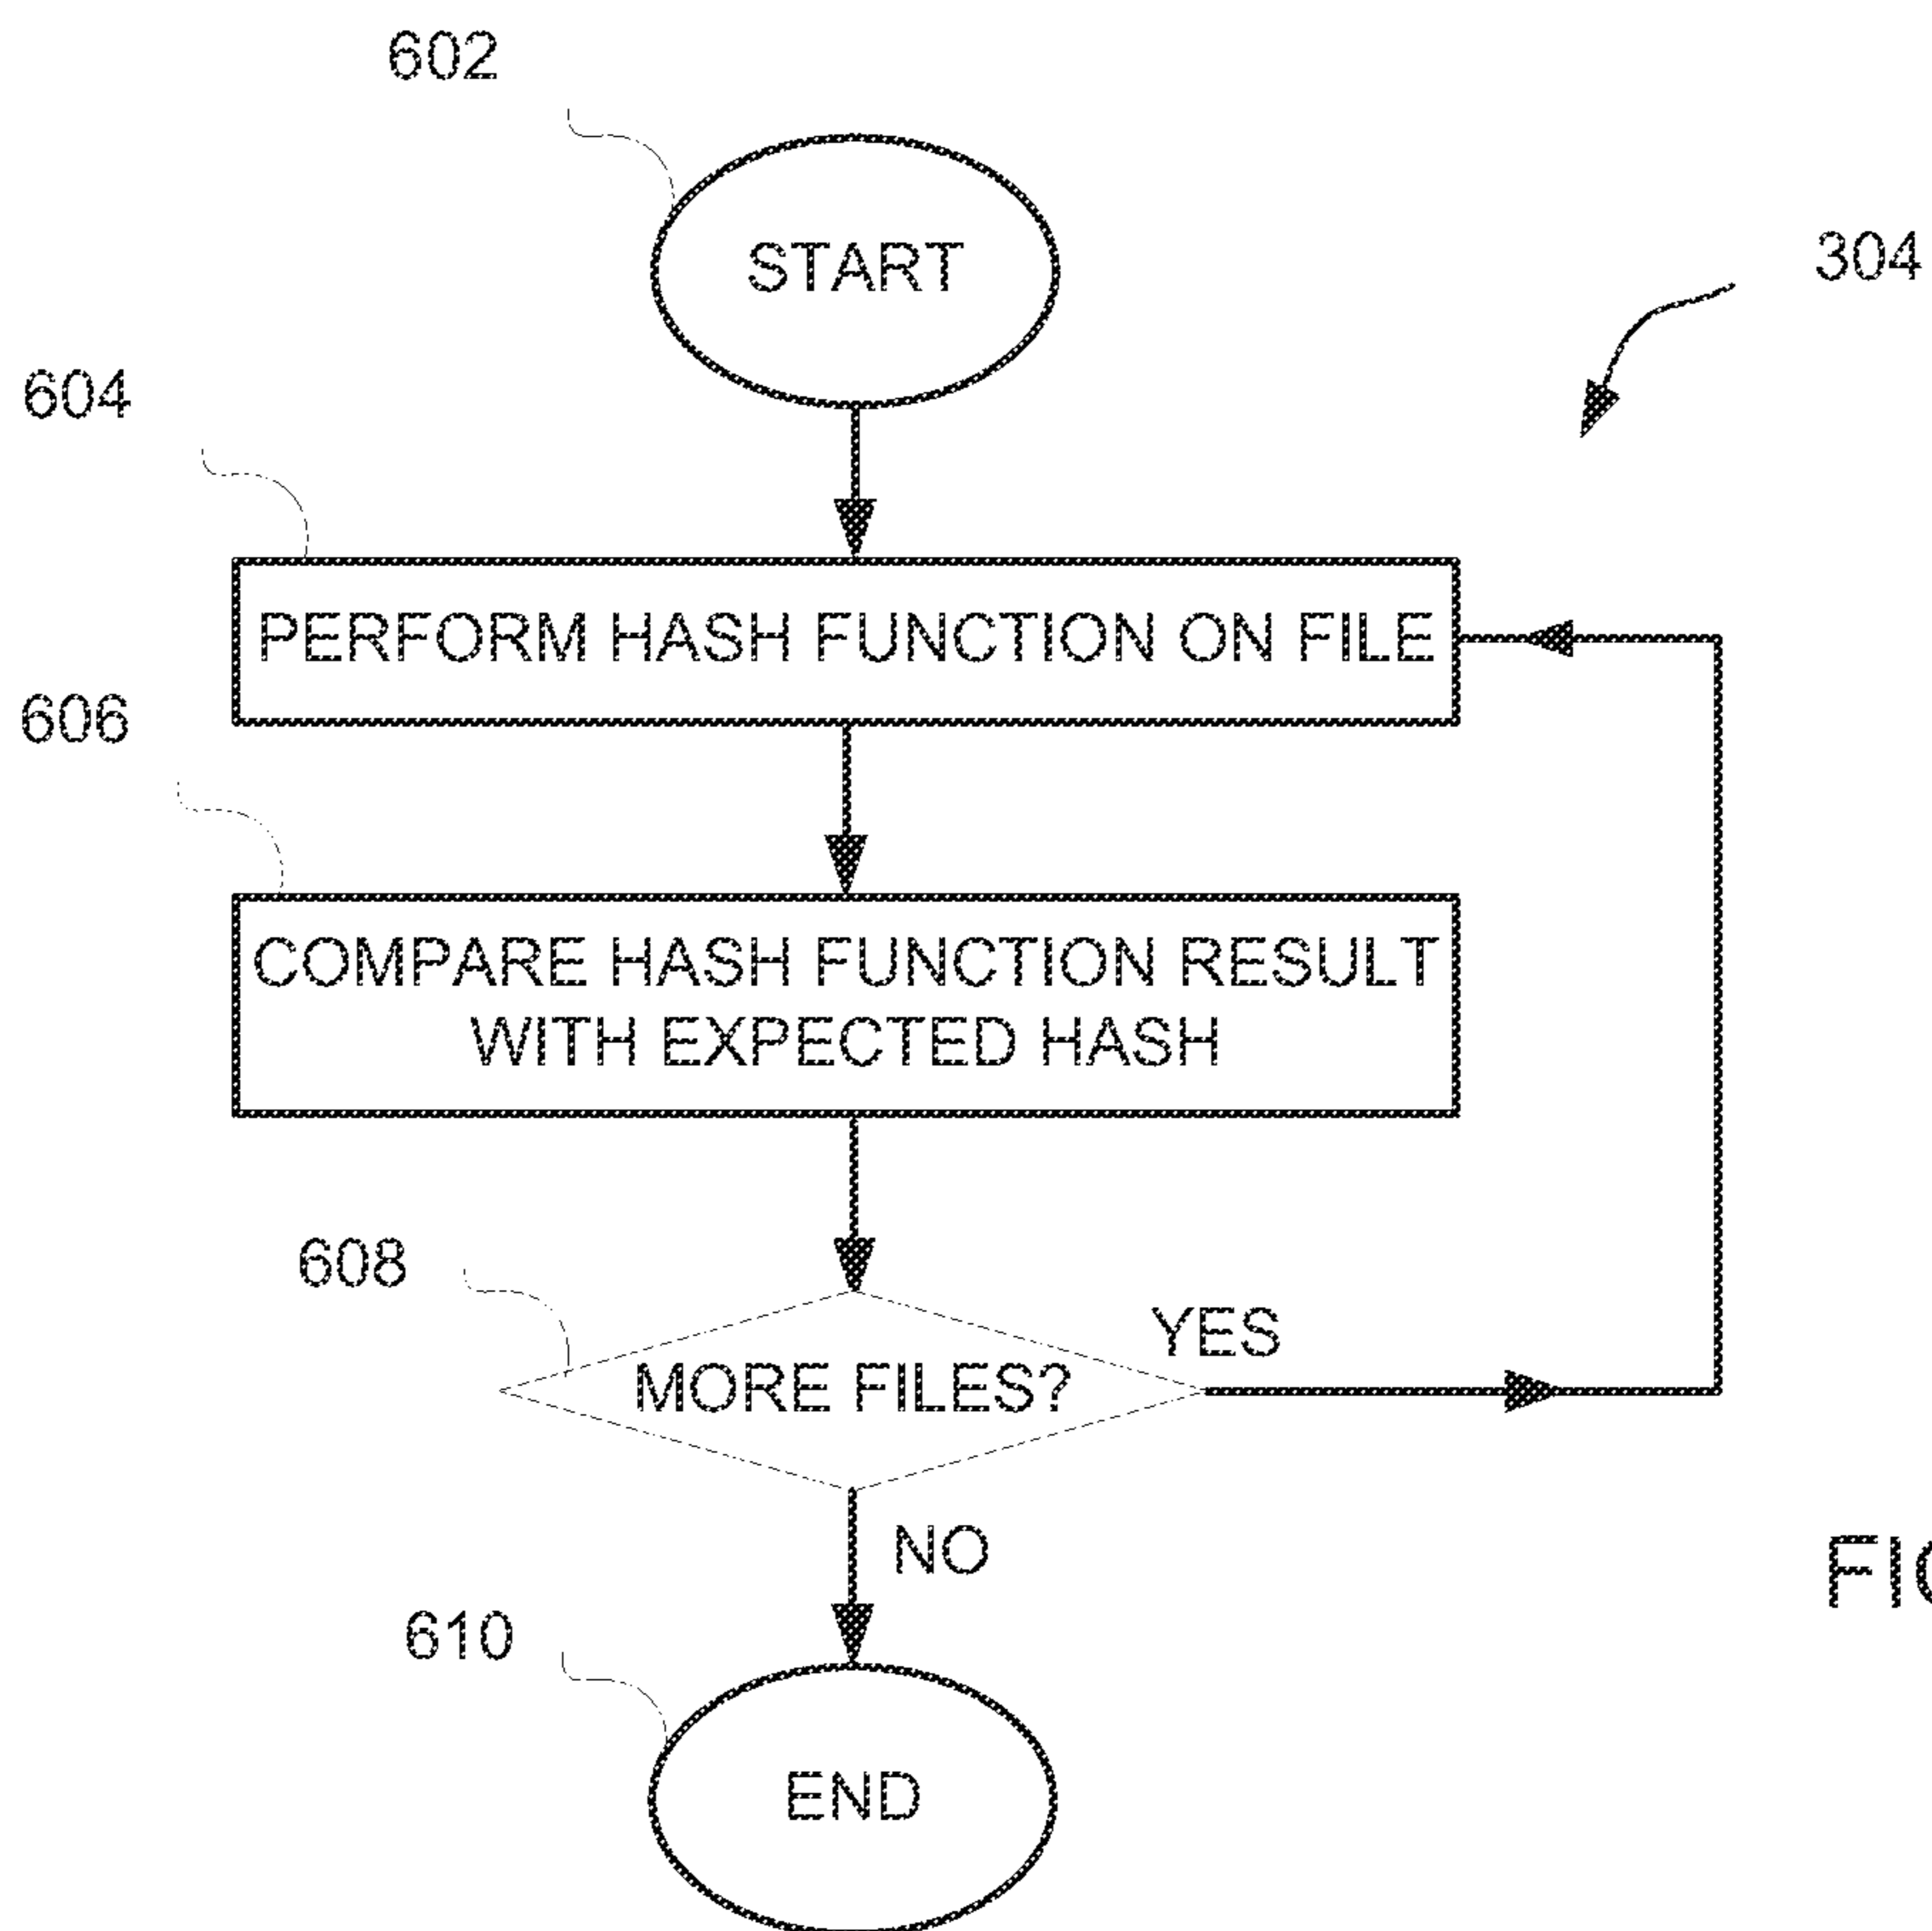 602
START
304
604
PERFORM HASH FUNCTION ON FILE
606
COMPARE HASH FUNCTION RESULT
WITH EXPECTED HASH
608
MORE FILES?
YES
NO
610
END